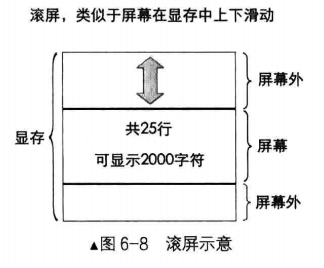 滚屏，类似于屏幕在显存中上下滑动
屏幕外
显存
共25行
可显示2000字符
屏幕
屏幕外
▲图6-8 滚屏示意